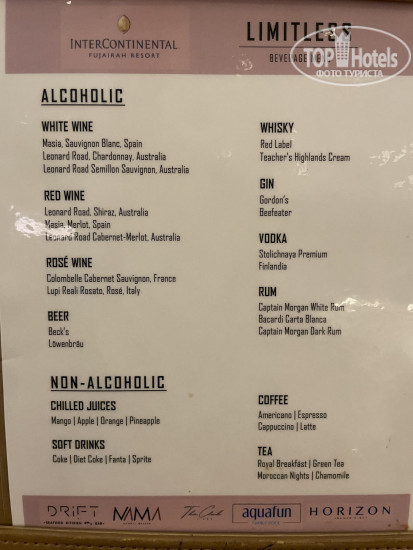 INTERCONTINENTAL
FUJAIRAH RESORT
LIMITLESS
BEVERAGE
TopHotels
ФОТО ТУРИСТА
ALCOHOLIC
WHITE WINE
Masia, Sauvignon Blanc, Spain
Leonard Road, Chardonnay, Australia
Leonard Road Semillon Sauvignon, Australia
RED WINE
Leonard Road, Shiraz, Australia
Masia, Merlot, Spain
Leonard Road Cabernet-Merlot, Australia
ROSÉ WINE
Colombelle Cabernet Sauvignon, France
Lupi Reali Rosato, Rosé, Italy
BEER
Beck's
Löwenbräu
WHISKY
Red Label
Teacher's Highlands Cream
GIN
Gordon's
Beefeater
VODKA
Stolichnaya Premium
Finlandia
RUM
Captain Morgan White Rum
Bacardi Carta Blanca
Captain Morgan Dark Rum
NON-ALCOHOLIC
CHILLED JUICES
Mango | Apple | Orange | Pineapple
SOFT DRINKS
Coke | Diet Coke | Fanta | Sprite
COFFEE
Americano | Espresso
Cappuccino | Latte
TEA
Royal Breakfast | Green Tea
Moroccan Nights | Chamomile
DRIFT
NAMA
The Club
aquafun
HORIZON